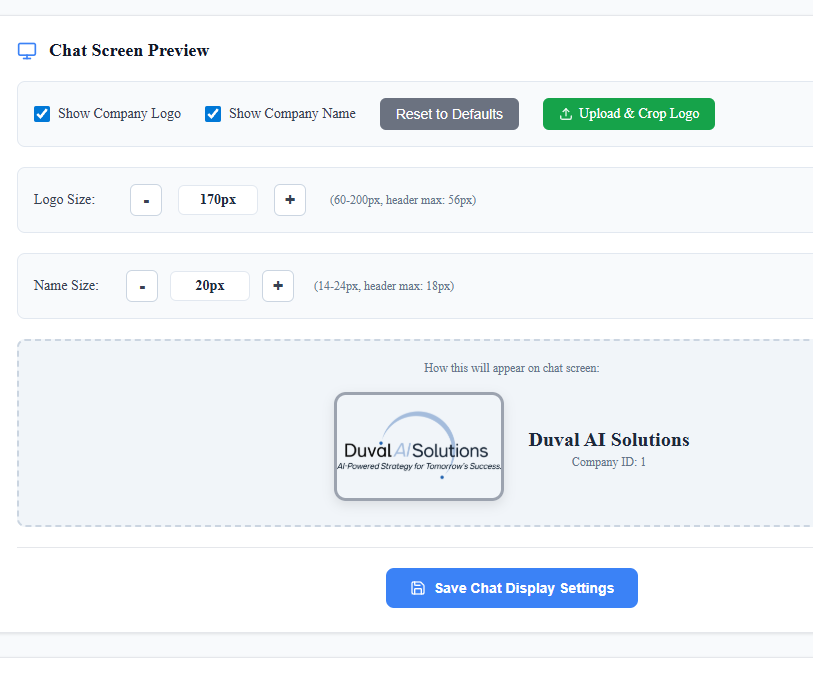 Chat Screen Preview
Show Company Logo Show Company Name Reset to Defaults Upload & Crop Logo
Logo Size: - 170px + (60-200px, header max: 56px)
Name Size: - 20px + (14-24px, header max: 18px)
How this will appear on chat screen:
Duval AI Solutions
AI-Powered Strategy for Tomorrow's Success.
Duval AI Solutions
Company ID: 1
Save Chat Display Settings